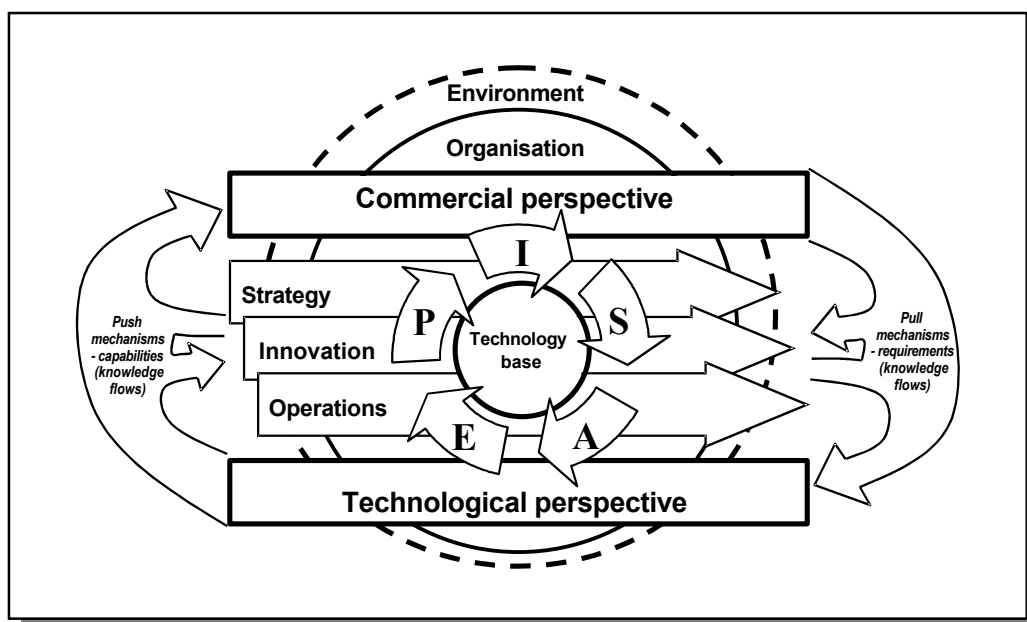 Environment
Organisation
Commercial perspective
I
Strategy
P
S
Push
mechanisms
- capabilities
(knowledge
flows)
Innovation
Technology
base
Pull
mechanisms
- requirements
(knowledge
flows)
Operations
E
A
Technological perspective